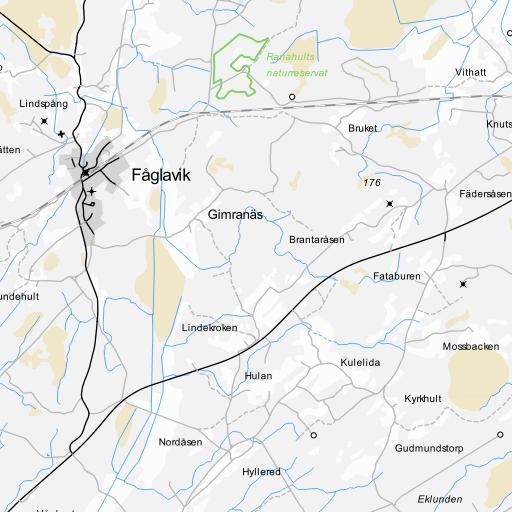 Ranahults
naturreservat
Vithatt
Lindspång
Bruket
Knuts
Fåglavik
176
Fädersåsen
Gimranäs
Brantaråsen
Fataburen
undehult
Lindekroken
Mossbacken
Kulelida
Hulan
Kyrkhult
Nordåsen
Gudmundstorp
Hyllered
Eklunden